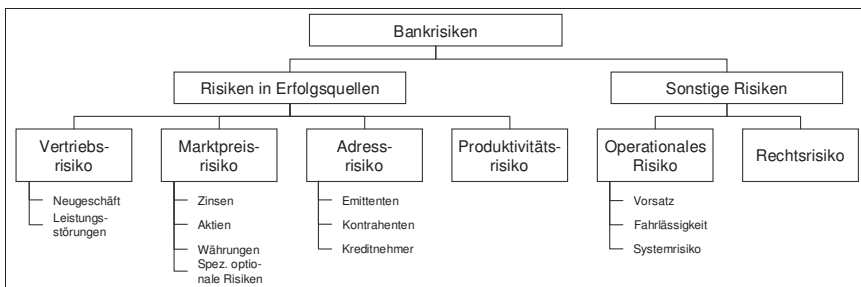 Bankrisiken
Risiken in Erfolgsquellen
Sonstige Risiken
Vertriebs-
risiko
Marktpreis-
risiko
Adress-
risiko
Produktivitäts-
risiko
Operationales
Risiko
Rechtsrisiko
Neugeschäft
Leistungs-
störungen
Zinsen
Aktien
Währungen
Spez. optio-
nale Risiken
Emittenten
Kontrahenten
Kreditnehmer
Vorsatz
Fahrlässigkeit
Systemrisiko